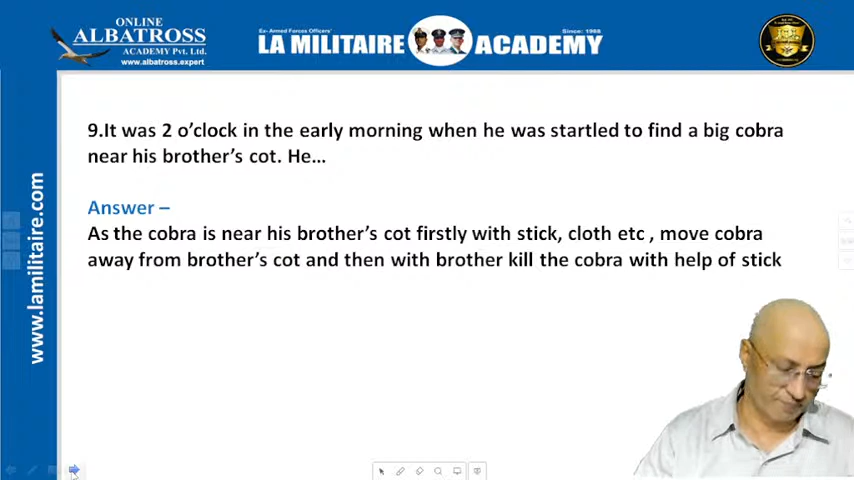 ONLINE
ALBATROSS
ACADEMY Pvt. Ltd.
www.albatross.expert
Ex- Armed Forces Officers'
Since: 1988
LA MILITAIRE ACADEMY
www.lamilitaire.com
9.It was 2 o'clock in the early morning when he was startled to find a big cobra
near his brother's cot. He…
Answer –
As the cobra is near his brother's cot firstly with stick, cloth etc , move cobra
away from brother's cot and then with brother kill the cobra with help of stick